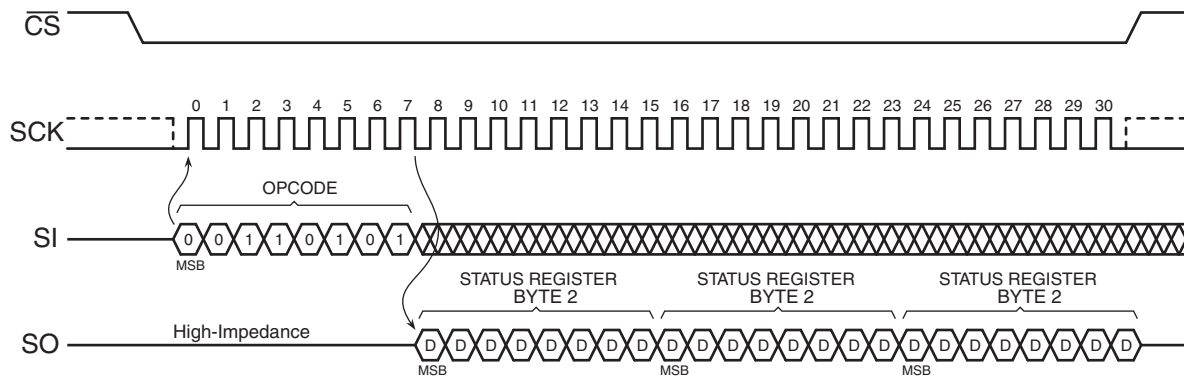 CS
0 1 2 3 4 5 6 7 8 9 10 11 12 13 14 15 16 17 18 19 20 21 22 23 24 25 26 27 28 29 30
SCK
OPCODE
SI 0 0 1 1 0 1 0 1
MSB
STATUS REGISTER STATUS REGISTER STATUS REGISTER
BYTE 2 BYTE 2 BYTE 2
High-Impedance
SO D D D D D D D D D D D D D D D D D D D D D D D D
MSB MSB MSB